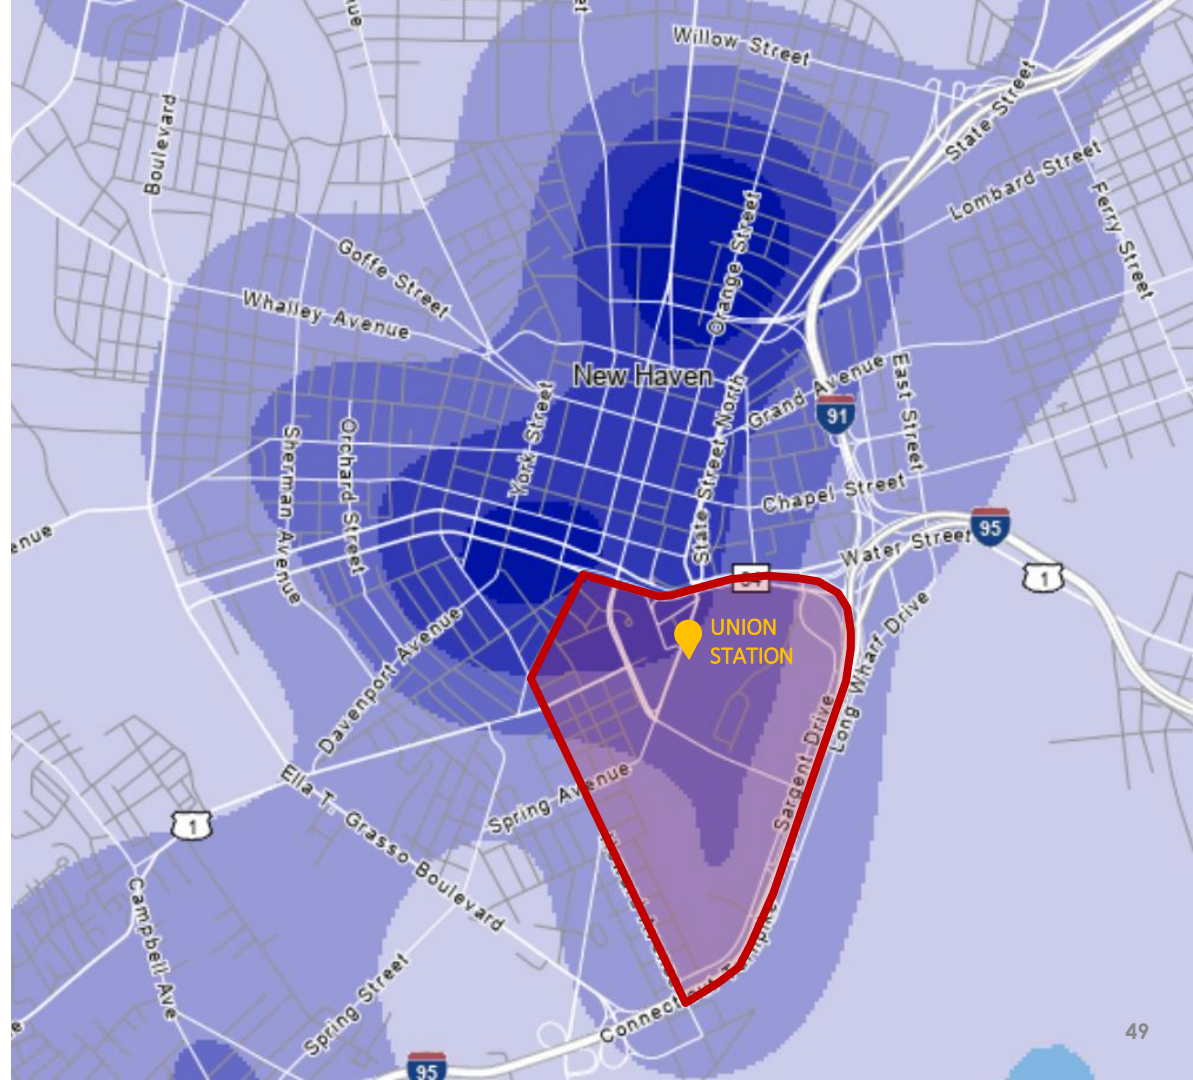 Willow Street
State Street
Boulevard
Lombard Street
Ferry Street
Orange Street
Goffe Street
Whalley Avenue
New Haven
York Street
State Street North
Grand Avenue
East Street
91
Orchard Street
Sherman Avenue
Chapel Street
95
enue
Water Street
1
UNION
STATION
Long Wharf Drive
Davenport Avenue
Sargent Drive
Spring Avenue
1
Ella T. Grasso Boulevard
Campbell Ave
Spring Street
Connecticut Turnpike
95
49